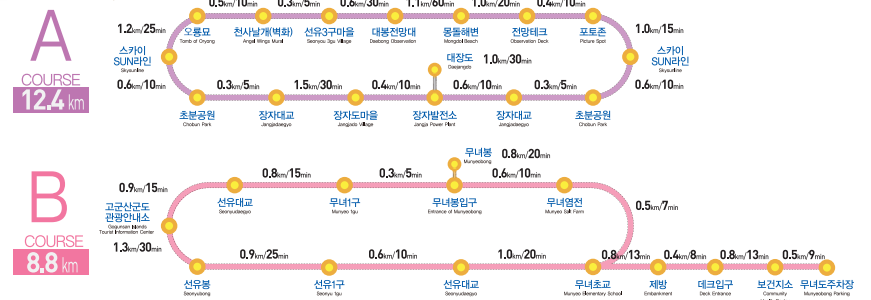 A
COURSE
12.4 km
0.5km/10min 0.3km/5min 0.6km/30min 1.1km/60min 1.0km/20min 0.4km/10min
1.2km/25min
오룡묘 천사날개(벽화) 선유3구마을 대봉전망대 몽돌해변 전망테크 포토존
Tomb of Oryong Angel Wings Mural Seonyou 3gu Village Daebong Observation Mongdol Beach Observation Deck Picture Spot
1.0km/15min
스카이
SUN라인
Skysunline
대장도 1.0km/30min
Daejangdo
스카이
SUN라인
Skysunline
0.6km/10min 0.3km/5min 1.5km/30min 0.4km/10min 0.6km/10min 0.3km/5min 0.6km/10min
초분공원 장자대교 장자도마을 장자발전소 장자대교 초분공원
Chobun Park Jangjadaegyo Jangjado Village Jangja Power Plant Jangjadaegyo Chobun Park
B
COURSE
8.8 km
무녀봉 0.8km/20min
Munyeobong
0.9km/15min 0.8km/15min 0.3km/5min 0.6km/10min
선유대교 무녀1구 무녀봉입구 무녀염전
Seonyudaegyo Munyeo 1gu Entrance of Munyeobong Munyeo Salt Farm
0.5km/7min
고군산군도
관광안내소
Gogunsan Islands
Tourist Information Center
1.3km/30min 0.9km/25min 0.6km/10min 1.0km/20min 0.8km/13min 0.4km/8min 0.8km/13min 0.5km/9min
선유봉 선유1구 선유대교 무녀초교 제방 데크입구 보건지소 무녀도주차장
Seonyubong Seonyu 1gu Seonyudaegyo Munyeo Elementary School Embankment Deck Entrance Community Munyeobong Parking